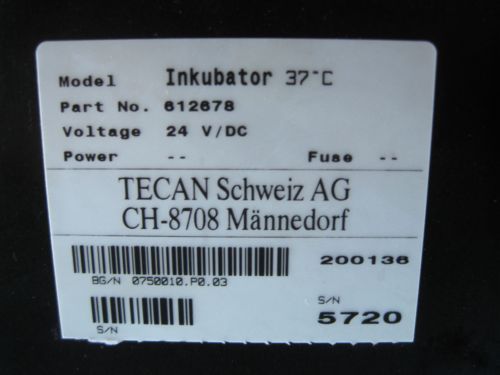 Model Inkubator 37°C
Part No. 612678
Voltage 24 V/DC
Power -- Fuse --
TECAN Schweiz AG
CH-8708 Männedorf
200136
BG/N 0750010.P0.03
S/N
5720
S/N